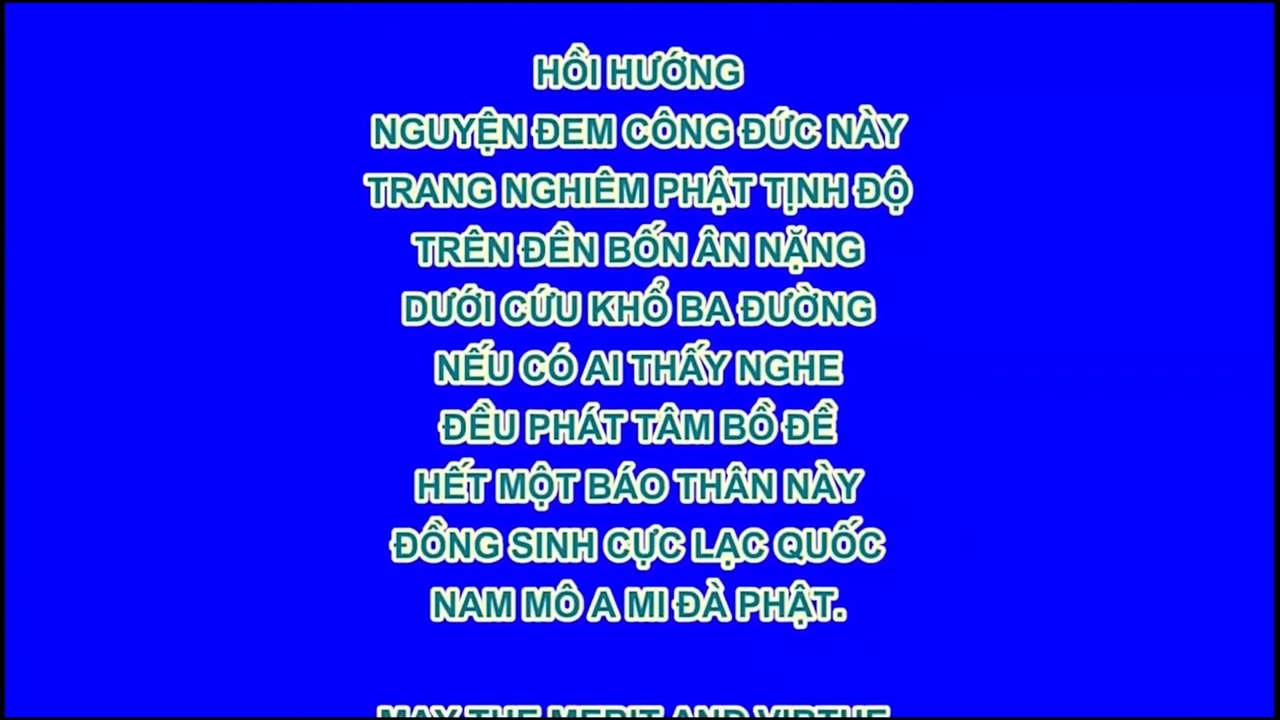 HỒI HƯỚNG
NGUYỆN ĐEM CÔNG ĐỨC NÀY
TRANG NGHIÊM PHẬT TỊNH ĐỘ
TRÊN ĐỀN BỐN ÂN NẶNG
DƯỚI CỨU KHỔ BA ĐƯỜNG
NẾU CÓ AI THẤY NGHE
ĐỀU PHÁT TÂM BỒ ĐỀ
HẾT MỘT BÁO THÂN NÀY
ĐỒNG SINH CỰC LẠC QUỐC
NAM MÔ A MI ĐÀ PHẬT.
MAY THE MERIT AND VIRTUE